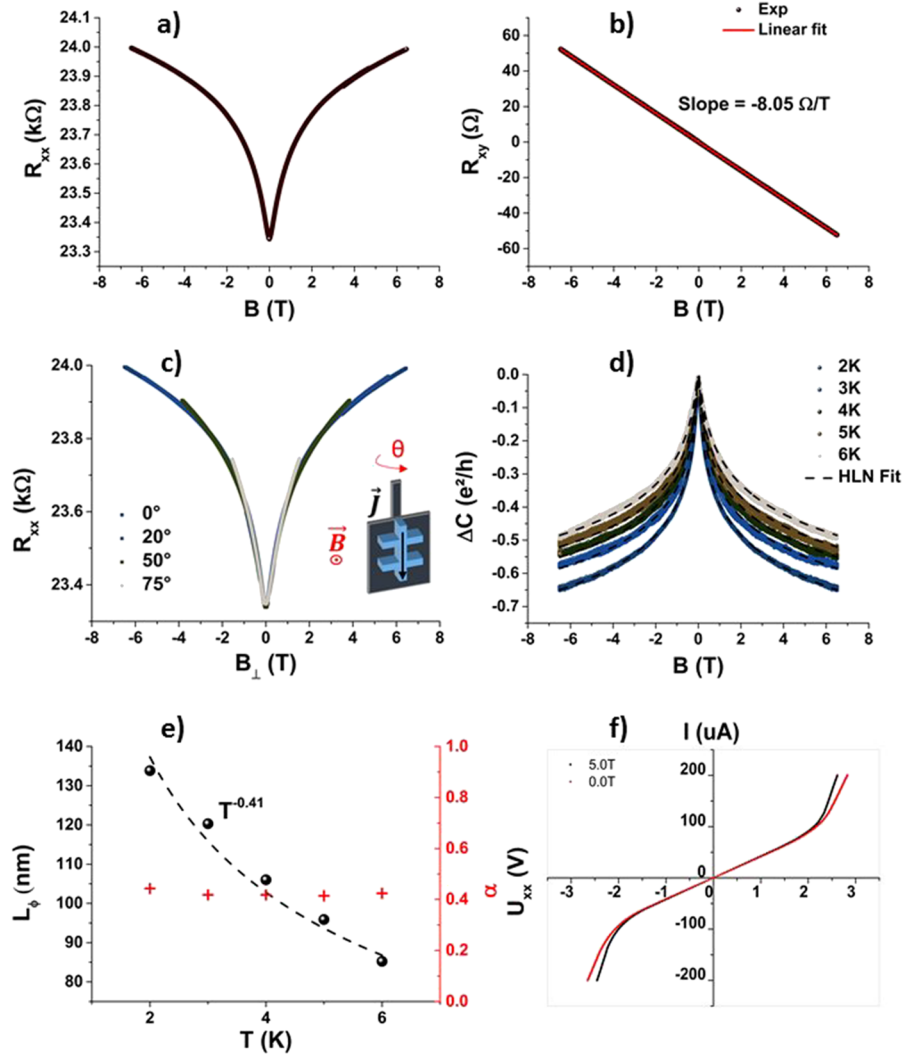 a)
24.1
24.0
23.9
23.8
23.7
23.6
23.5
23.4
23.3
Rxx (kΩ)
-8 -6 -4 -2 0 2 4 6 8
B (T)
b)
Exp
Linear fit
60
40
20
0
-20
-40
-60
Rxy (Ω)
Slope = -8.05 Ω/T
-8 -6 -4 -2 0 2 4 6 8
B (T)
c)
24.0
23.8
23.6
23.4
Rxx (kΩ)
0°
20°
50°
75°
θ
j
B
-8 -6 -4 -2 0 2 4 6 8
B⊥ (T)
d)
0.0
-0.1
-0.2
-0.3
-0.4
-0.5
-0.6
-0.7
ΔC (e²/h)
2K
3K
4K
5K
6K
HLN Fit
-8 -6 -4 -2 0 2 4 6 8
B (T)
e)
140
130
120
110
100
90
80
Lϕ (nm)
T-0.41
1.0
0.8
0.6
0.4
0.2
0.0
α
2 4 6
T (K)
f)
I (uA)
5.0T
0.0T
200
100
0
-100
-200
-3 -2 -1 0 1 2 3
Uxx (V)